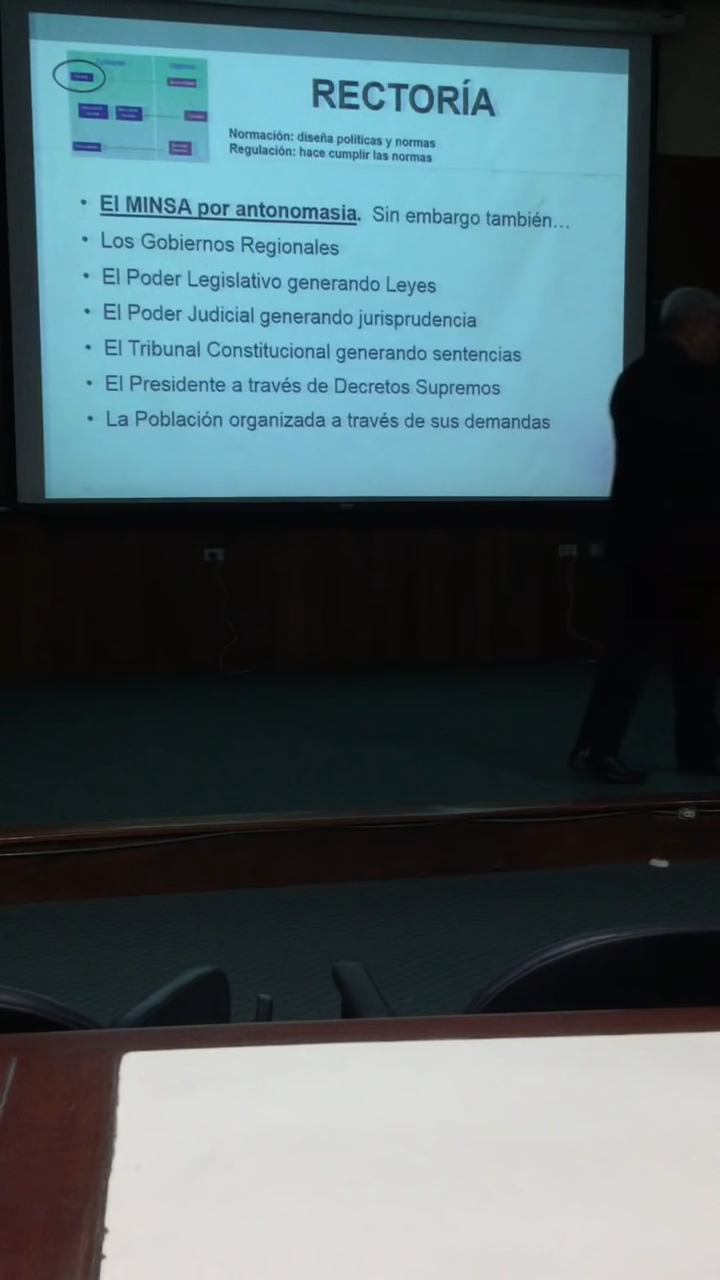 RECTORÍA
Normación: diseña políticas y normas
Regulación: hace cumplir las normas
• El MINSA por antonomasia. Sin embargo también...
• Los Gobiernos Regionales
• El Poder Legislativo generando Leyes
• El Poder Judicial generando jurisprudencia
• El Tribunal Constitucional generando sentencias
• El Presidente a través de Decretos Supremos
• La Población organizada a través de sus demandas